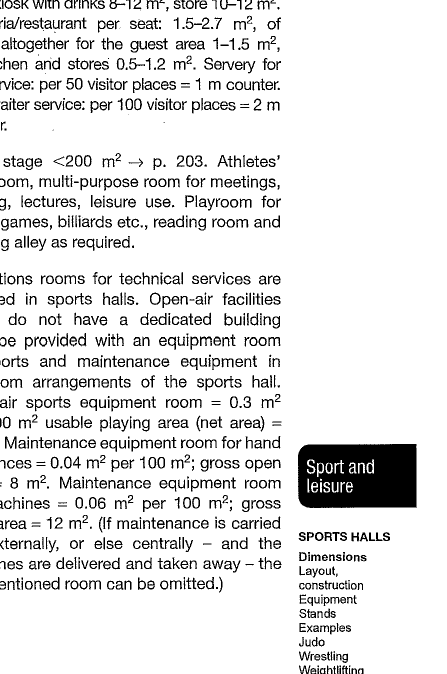 kiosk with drinks 8–12 m², store 10–12 m².
ria/restaurant per seat: 1.5–2.7 m², of
altogether for the guest area 1–1.5 m²,
chen and stores 0.5–1.2 m². Servery for
rvice: per 50 visitor places = 1 m counter.
aiter service: per 100 visitor places = 2 m
r.
stage <200 m² → p. 203. Athletes’
oom, multi-purpose room for meetings,
g, lectures, leisure use. Playroom for
games, billiards etc., reading room and
g alley as required.
tions rooms for technical services are
ed in sports halls. Open-air facilities
do not have a dedicated building
be provided with an equipment room
orts and maintenance equipment in
om arrangements of the sports hall.
air sports equipment room = 0.3 m²
00 m² usable playing area (net area) =
Maintenance equipment room for hand
nces = 0.04 m² per 100 m²; gross open
= 8 m². Maintenance equipment room
achines = 0.06 m² per 100 m²; gross
area = 12 m². (If maintenance is carried
xternally, or else centrally – and the
nes are delivered and taken away – the
entioned room can be omitted.)
Sport and
leisure
SPORTS HALLS
Dimensions
Layout,
construction
Equipment
Stands
Examples
Judo
Wrestling
Weightlifting